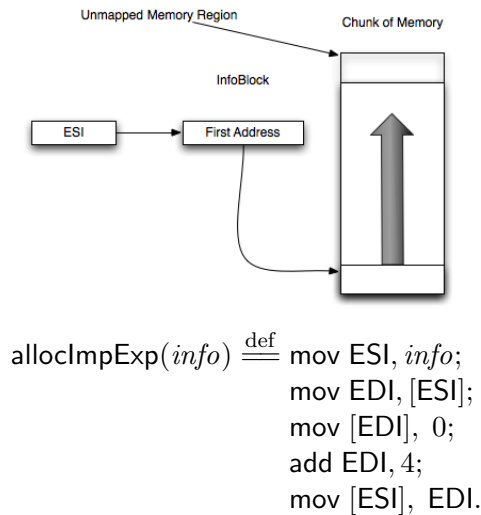 Unmapped Memory Region
Chunk of Memory
InfoBlock
ESI
First Address
allocImpExp(info) def== mov ESI, info;
mov EDI, [ESI];
mov [EDI], 0;
add EDI, 4;
mov [ESI], EDI.